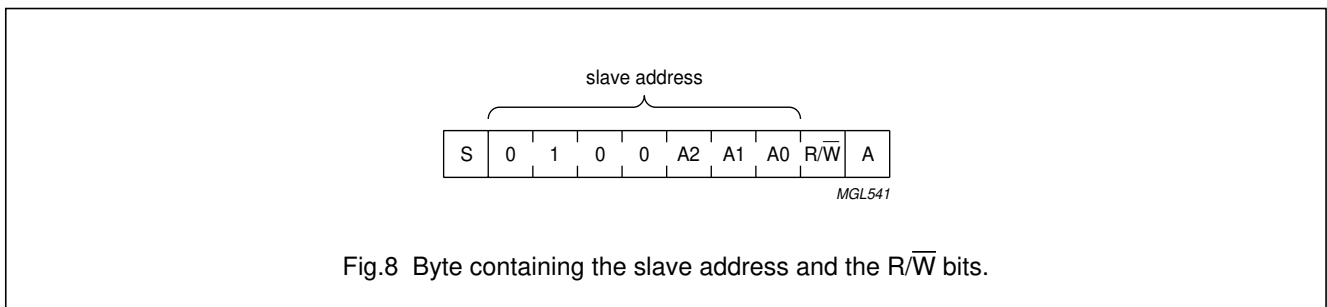 slave address
S 0 1 0 0 A2 A1 A0 R/W̅ A
MGL541
Fig.8 Byte containing the slave address and the R/W̅ bits.